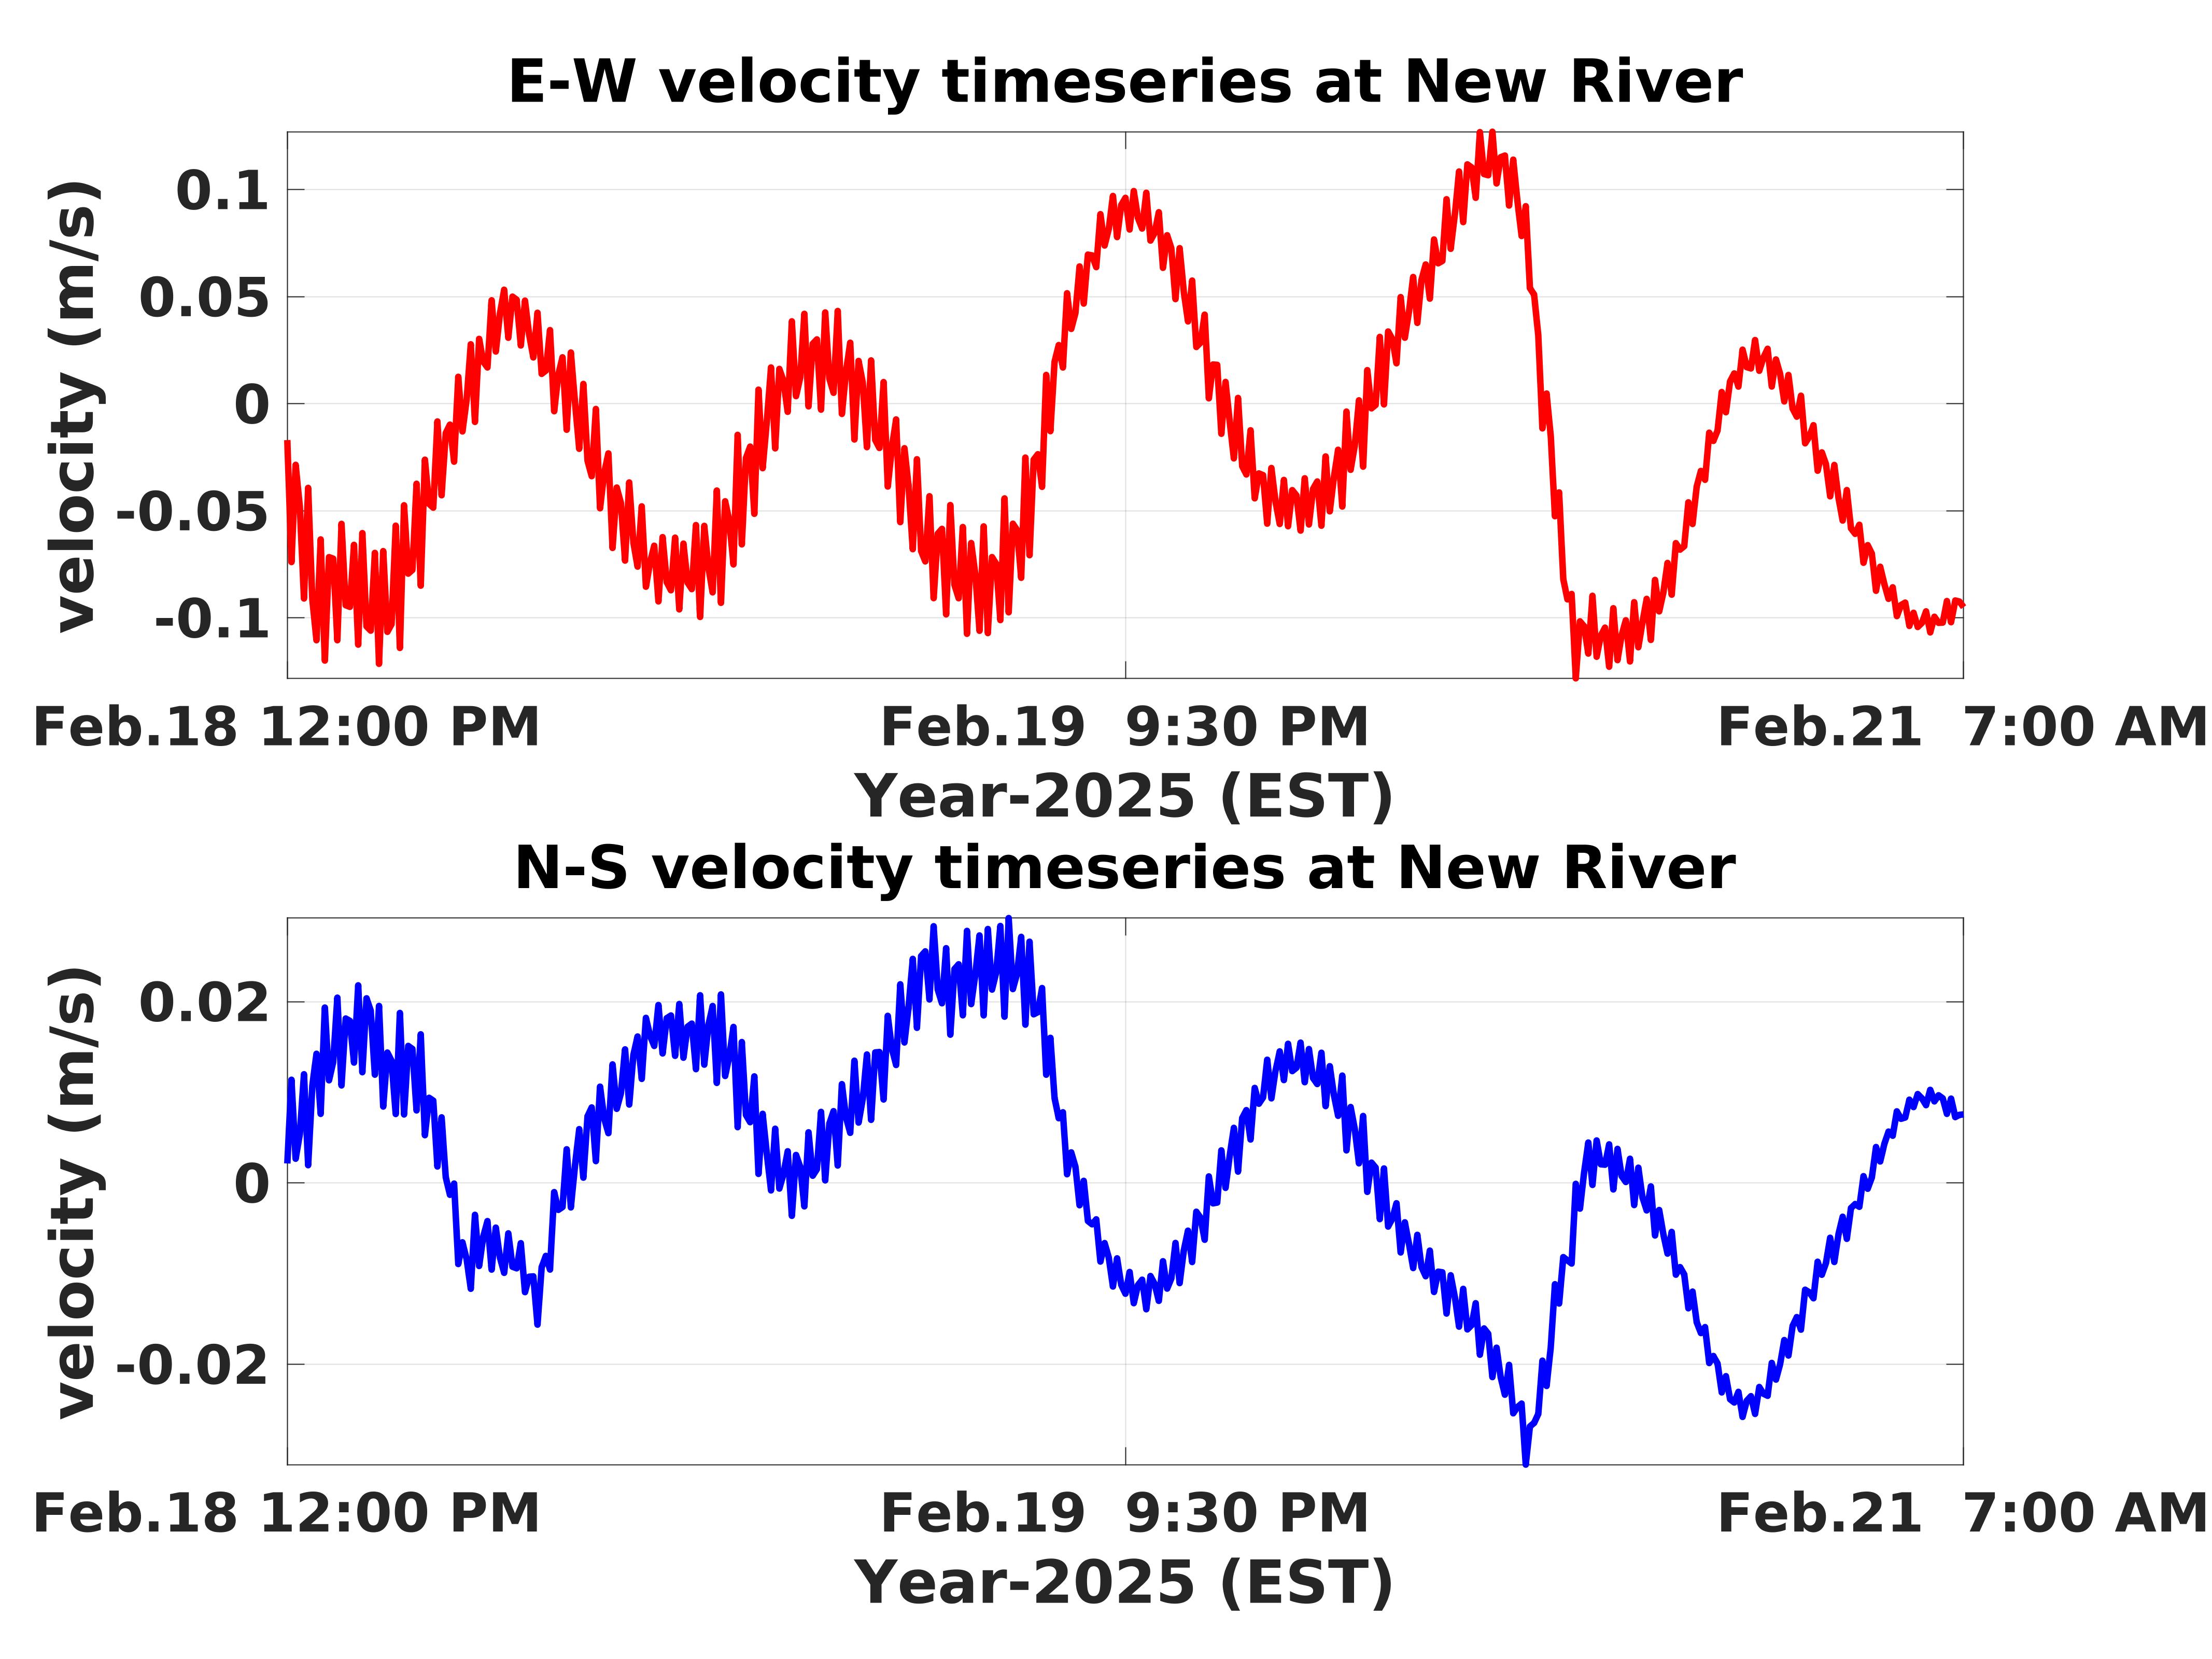 E-W velocity timeseries at New River
velocity (m/s)
0.1
0.05
0
-0.05
-0.1
Feb.18 12:00 PM Feb.19  9:30 PM Feb.21  7:00 AM
Year-2025 (EST)
N-S velocity timeseries at New River
velocity (m/s)
0.02
0
-0.02
Feb.18 12:00 PM Feb.19  9:30 PM Feb.21  7:00 AM
Year-2025 (EST)